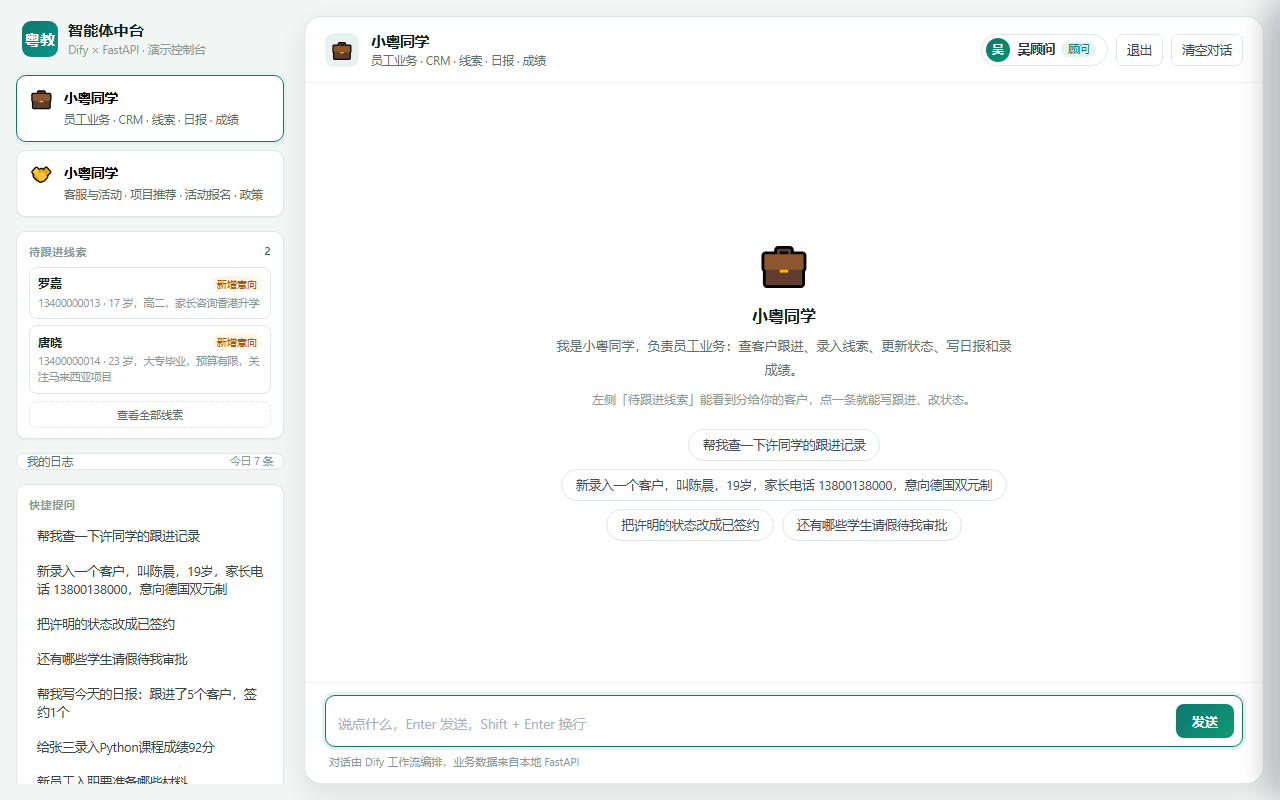 粤教
智能体中台
Dify × FastAPI · 演示控制台
小粤同学
员工业务 · CRM · 线索 · 日报 · 成绩
小粤同学
客服与活动 · 项目推荐 · 活动报名 · 政策
待跟进线索 2
罗嘉 新增意向
13400000013 · 17 岁，高二，家长咨询香港升学
唐晓 新增意向
13400000014 · 23 岁，大专毕业，预算有限，关
注马来西亚项目
查看全部线索
我的日志 今日 7 条
快捷提问
帮我查一下许同学的跟进记录
新录入一个客户，叫陈晨，19岁，家长电
话 13800138000，意向德国双元制
把许明的状态改成已签约
还有哪些学生请假待我审批
帮我写今天的日报：跟进了5个客户，签
约1个
给张三录入Python课程成绩92分
新员工入职要准备哪些材料
小粤同学
员工业务 · CRM · 线索 · 日报 · 成绩
吴 吴顾问 顾问 退出 清空对话
小粤同学
我是小粤同学，负责员工业务：查客户跟进、录入线索、更新状态、写日报和录
成绩。
左侧「待跟进线索」能看到分给你的客户，点一条就能写跟进、改状态。
帮我查一下许同学的跟进记录
新录入一个客户，叫陈晨，19岁，家长电话 13800138000，意向德国双元制
把许明的状态改成已签约 还有哪些学生请假待我审批
说点什么，Enter 发送，Shift + Enter 换行
发送
对话由 Dify 工作流编排，业务数据来自本地 FastAPI